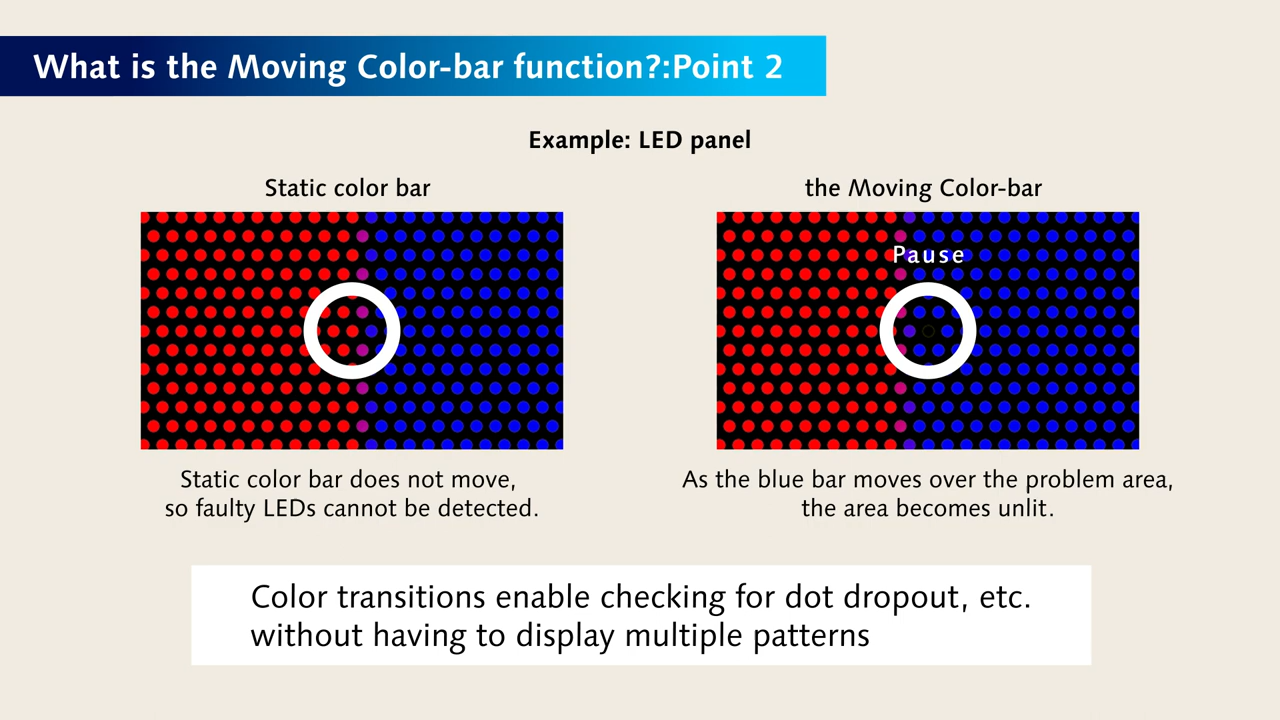 What is the Moving Color-bar function?:Point 2
Example: LED panel
Static color bar
the Moving Color-bar
Pause
Static color bar does not move,
so faulty LEDs cannot be detected.
As the blue bar moves over the problem area,
the area becomes unlit.
Color transitions enable checking for dot dropout, etc.
without having to display multiple patterns